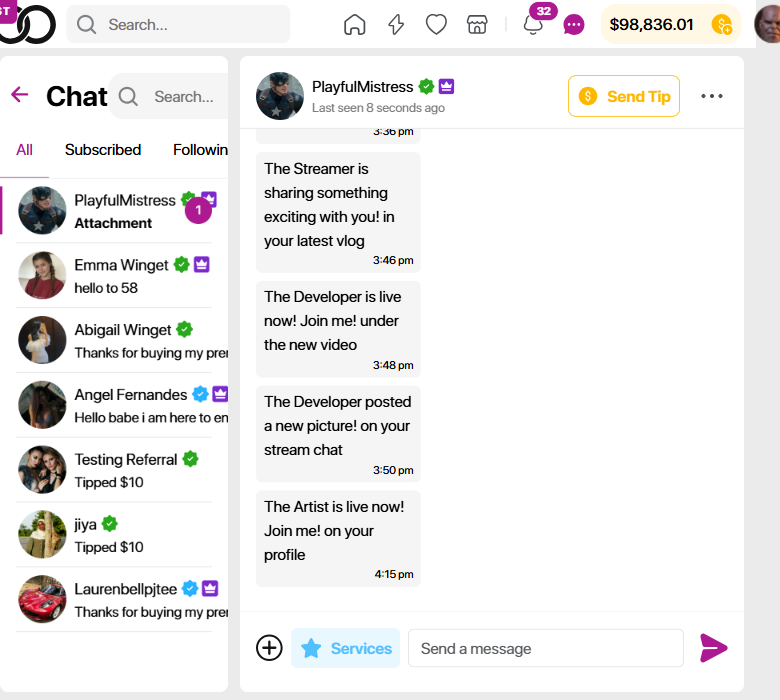 ST
Search...
32
$98,836.01
Chat
Search...
All
Subscribed
Followin
PlayfulMistress
Attachment
1
Emma Winget
hello to 58
Abigail Winget
Thanks for buying my prer
Angel Fernandes
Hello babe i am here to en
Testing Referral
Tipped $10
jiya
Tipped $10
Laurenbellpjtee
Thanks for buying my prer
PlayfulMistress
Last seen 8 seconds ago
Send Tip
3:36 pm
The Streamer is
sharing something
exciting with you! in
your latest vlog
3:46 pm
The Developer is live
now! Join me! under
the new video
3:48 pm
The Developer posted
a new picture! on your
stream chat
3:50 pm
The Artist is live now!
Join me! on your
profile
4:15 pm
Services
Send a message